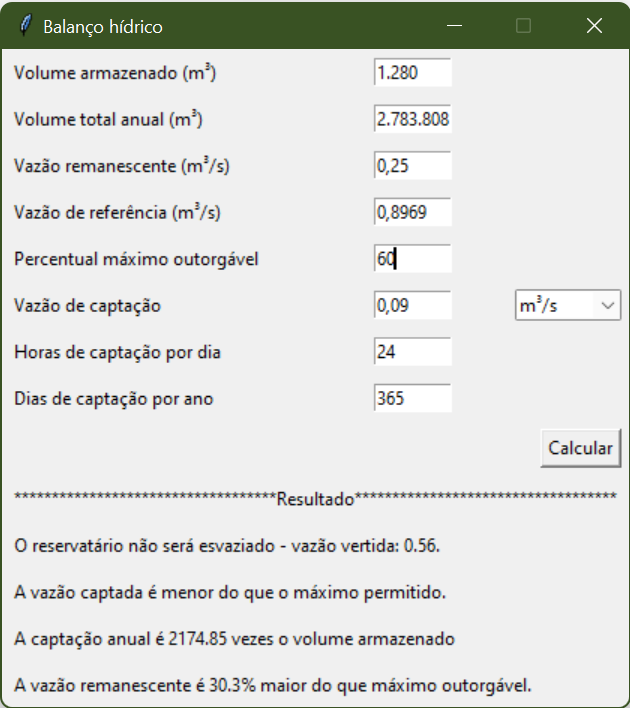 Balanço hídrico
Volume armazenado (m³) 1.280
Volume total anual (m³) 2.783.808
Vazão remanescente (m³/s) 0,25
Vazão de referência (m³/s) 0,8969
Percentual máximo outorgável 60
Vazão de captação 0,09 m³/s
Horas de captação por dia 24
Dias de captação por ano 365
Calcular
***********************************Resultado***********************************
O reservatário não será esvaziado - vazão vertida: 0.56.
A vazão captada é menor do que o máximo permitido.
A captação anual é 2174.85 vezes o volume armazenado
A vazão remanescente é 30.3% maior do que máximo outorgável.